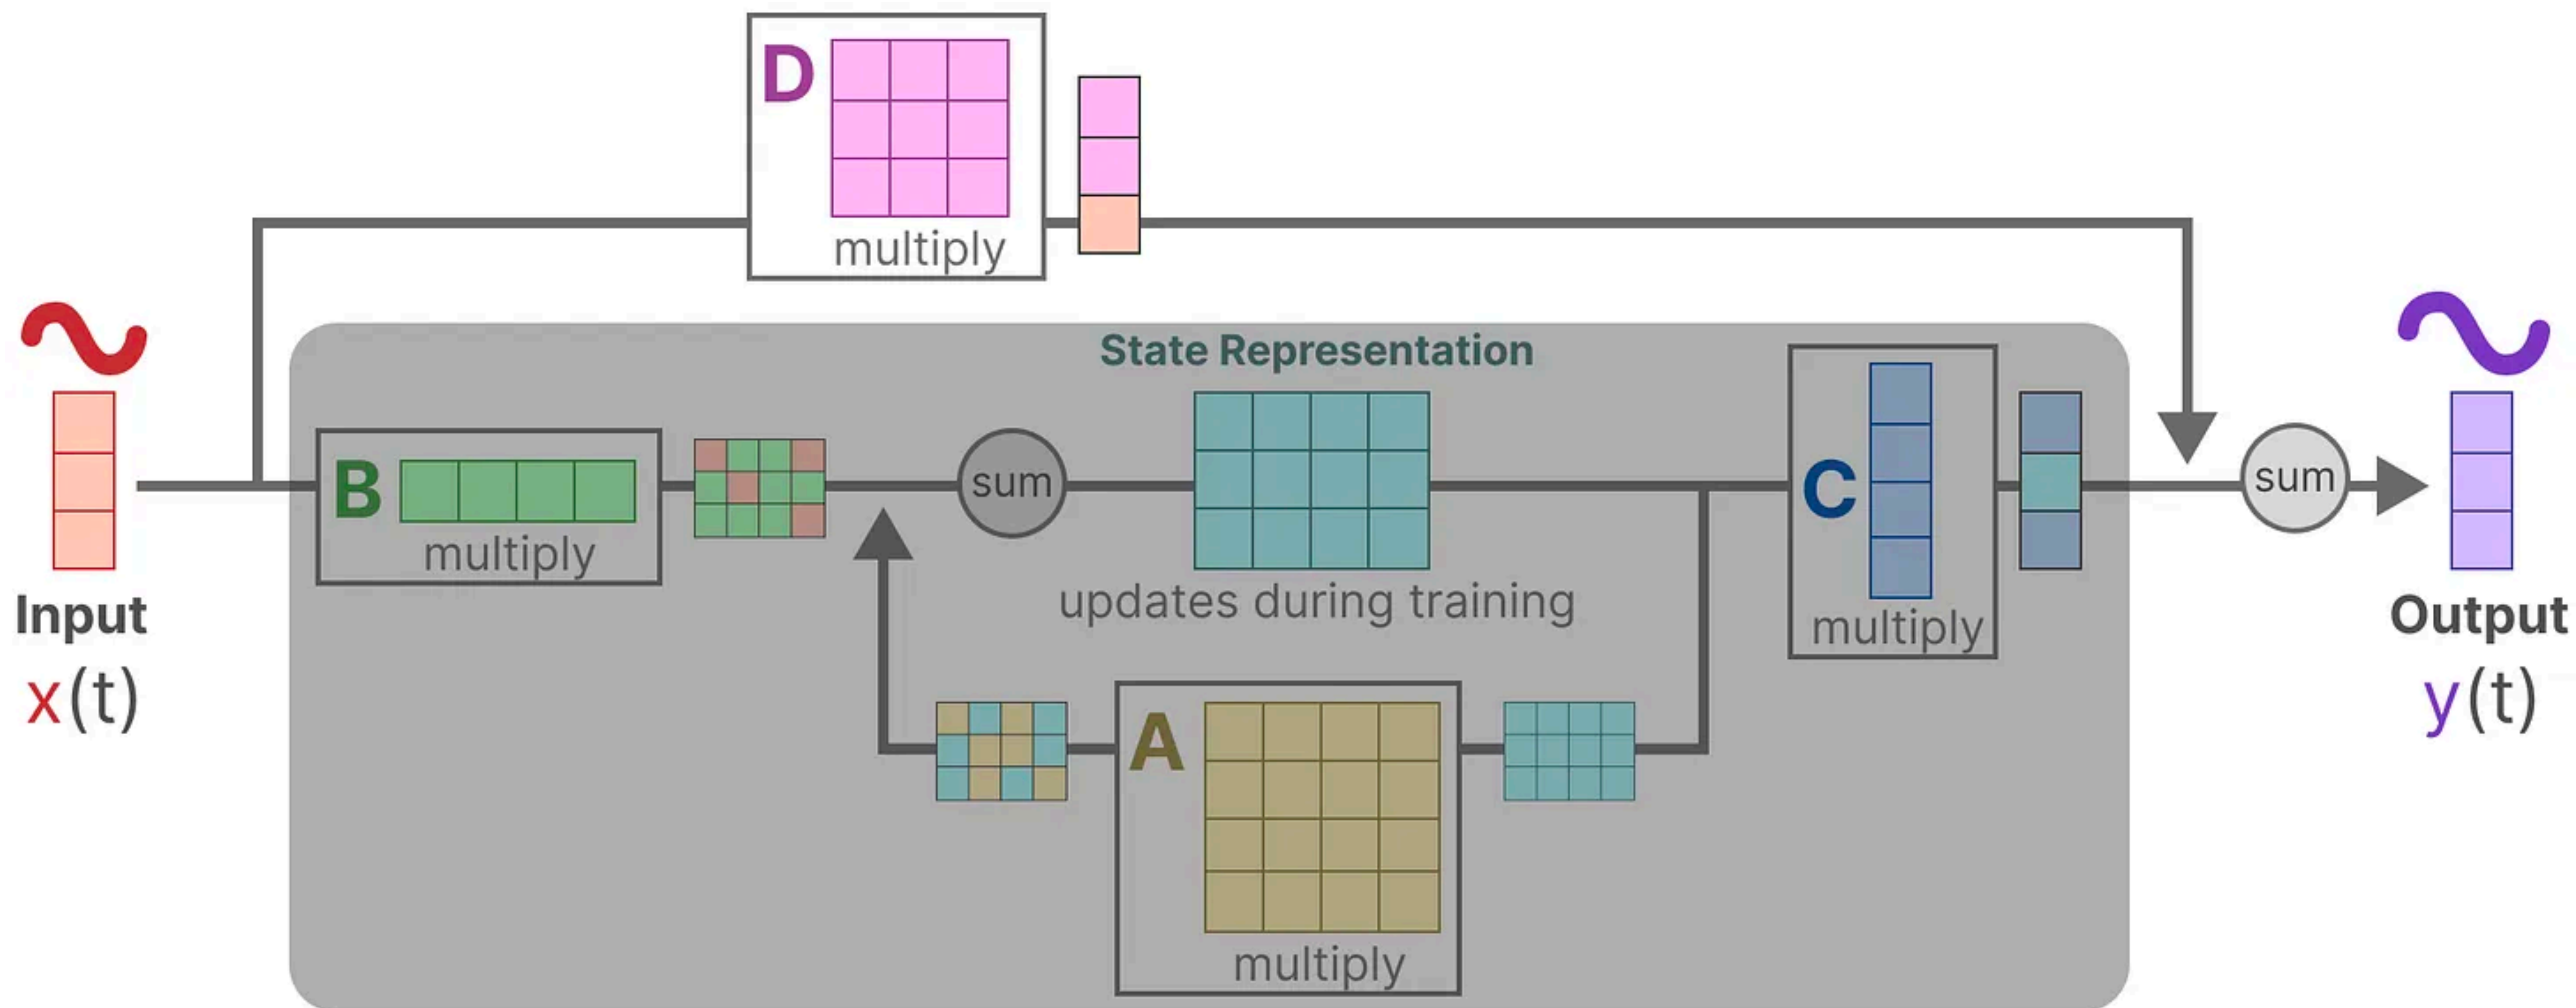 D
multiply
State Representation
B
multiply
sum
updates during training
C
multiply
sum
Input
x(t)
Output
y(t)
A
multiply